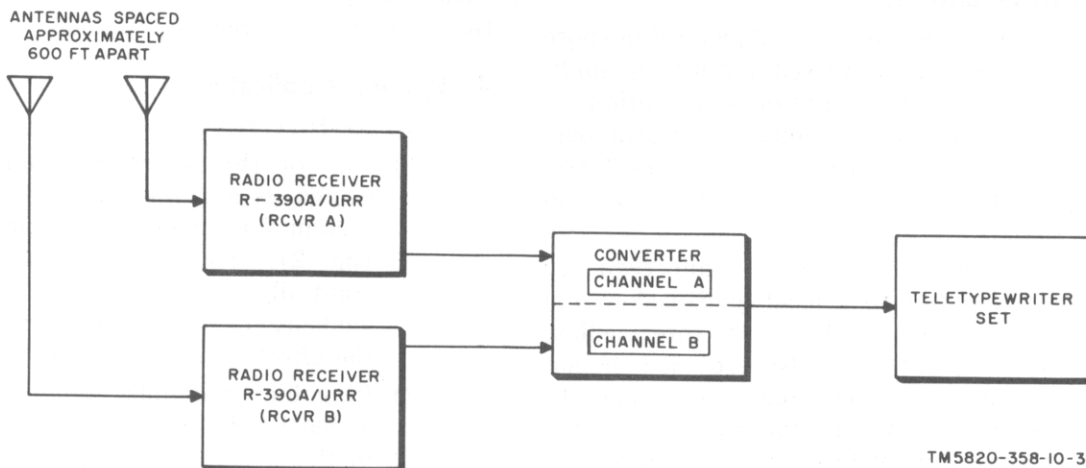 ANTENNAS SPACED
APPROXIMATELY
600 FT APART
RADIO RECEIVER
R-390A/URR
(RCVR A)
CONVERTER
CHANNEL A
CHANNEL B
TELETYPEWRITER
SET
RADIO RECEIVER
R-390A/URR
(RCVR B)
TM5820-358-10-3